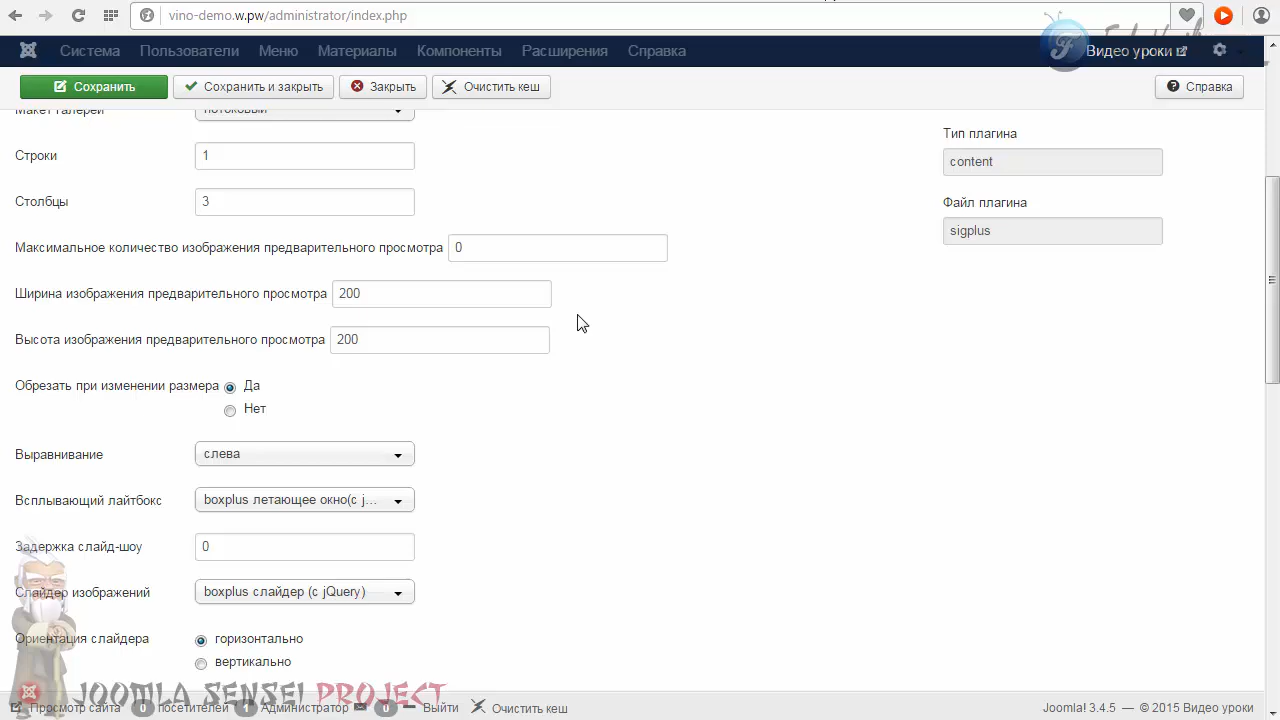 vino-demo.w.pw/administrator/index.php
Система Пользователи Меню Материалы Компоненты Расширения Справка Видео уроки
Сохранить Сохранить и закрыть Закрыть Очистить кеш Справка
Макет галереи потоковый
Тип плагина
content
Строки 1
Столбцы 3
Файл плагина
sigplus
Максимальное количество изображения предварительного просмотра 0
Ширина изображения предварительного просмотра 200
Высота изображения предварительного просмотра 200
Обрезать при изменении размера Да
Нет
Выравнивание слева
Всплывающий лайтбокс boxplus летающее окно(с j...
Задержка слайд-шоу 0
Слайдер изображений boxplus слайдер (с jQuery)
Ориентация слайдера горизонтально
вертикально
JOOMLA SENSEI PROJECT
Просмотр сайта 0 посетителей 1 Администратор 0 Выйти Очистить кеш Joomla! 3.4.5 — © 2015 Видео уроки